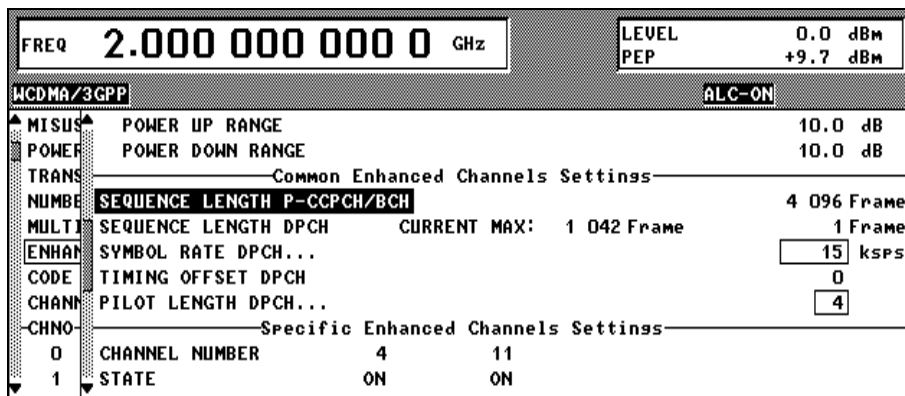 FREQ 2.000 000 000 0 GHz
LEVEL 0.0 dBm
PEP +9.7 dBm
WCDMA/3GPP ALC-ON
MISUS POWER UP RANGE 10.0 dB
POWER POWER DOWN RANGE 10.0 dB
TRANS Common Enhanced Channels Settings
NUMBE SEQUENCE LENGTH P-CCPCH/BCH 4 096 Frame
MULTI SEQUENCE LENGTH DPCH CURRENT MAX: 1 042 Frame 1 Frame
ENHAN SYMBOL RATE DPCH... 15 ksps
CODE TIMING OFFSET DPCH 0
CHANN PILOT LENGTH DPCH... 4
CHNO Specific Enhanced Channels Settings
0 CHANNEL NUMBER 4 11
1 STATE ON ON